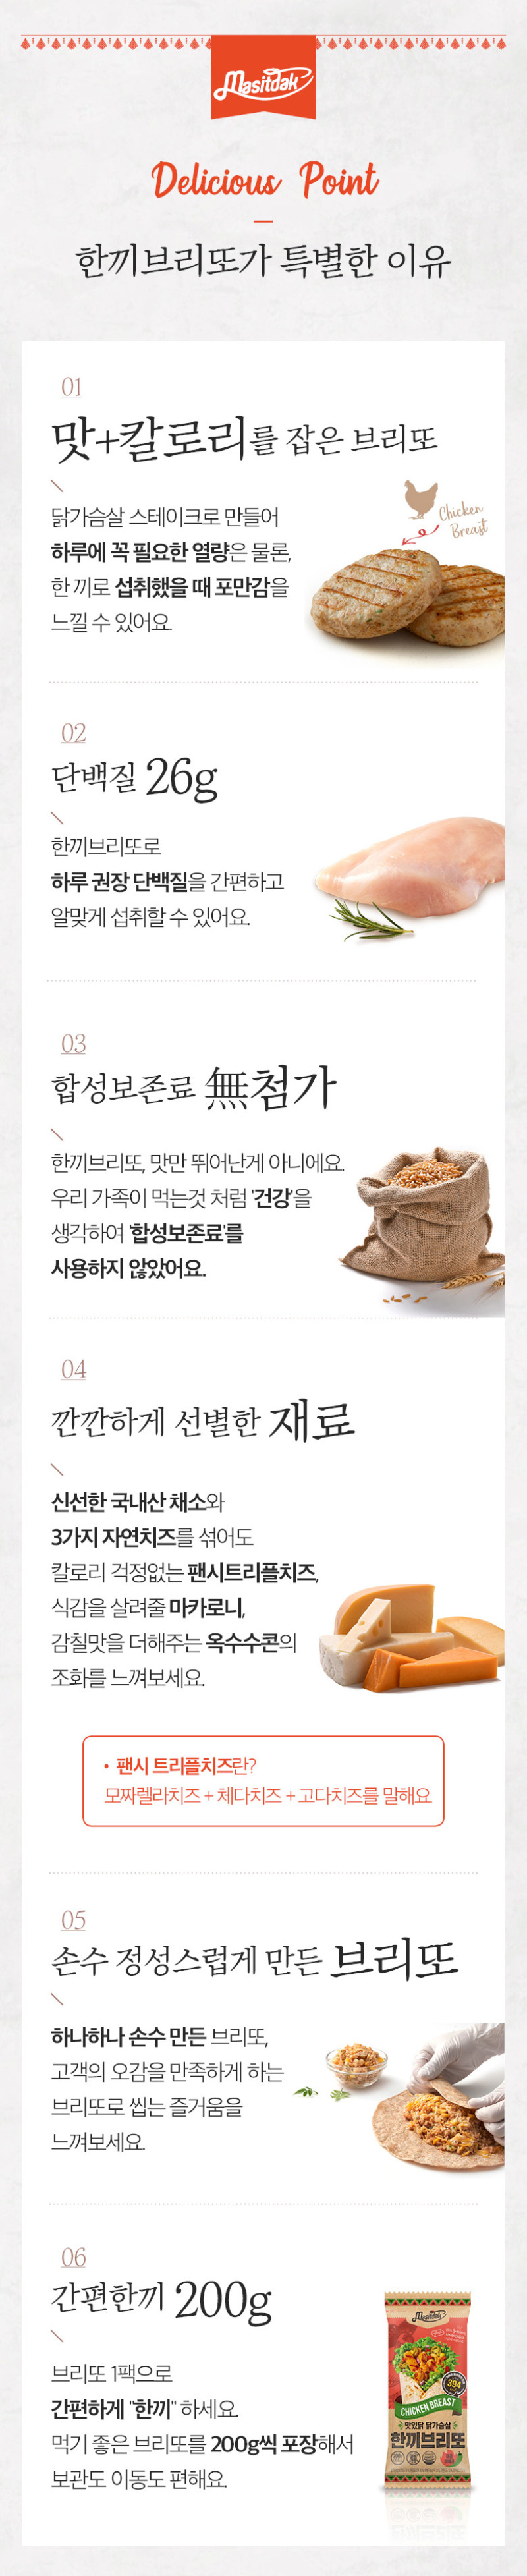 Masitdak
Delicious Point
한끼브리또가 특별한 이유
01
맛+칼로리를 잡은 브리또
닭가슴살 스테이크로 만들어
하루에 꼭 필요한 열량은 물론,
한 끼로 섭취했을 때 포만감을
느낄 수 있어요.
Chicken
Breast
02
단백질 26g
한끼브리또로
하루 권장 단백질을 간편하고
알맞게 섭취할 수 있어요.
03
합성보존료 無첨가
한끼브리또, 맛만 뛰어난게 아니에요.
우리 가족이 먹는것 처럼 '건강'을
생각하여 '합성보존료'를
사용하지 않았어요.
04
깐깐하게 선별한 재료
신선한 국내산 채소와
3가지 자연치즈를 섞어도
칼로리 걱정없는 팬시트리플치즈,
식감을 살려줄 마카로니,
감칠맛을 더해주는 옥수수콘의
조화를 느껴보세요.
• 팬시 트리플치즈란?
모짜렐라치즈 + 체다치즈 + 고다치즈를 말해요.
05
손수 정성스럽게 만든 브리또
하나하나 손수 만든 브리또,
고객의 오감을 만족하게 하는
브리또로 씹는 즐거움을
느껴보세요.
06
간편한끼 200g
브리또 1팩으로
간편하게 "한끼" 하세요.
먹기 좋은 브리또를 200g씩 포장해서
보관도 이동도 편해요.
Masitdak
394
CHICKEN BREAST
맛있닭 닭가슴살
한끼브리또